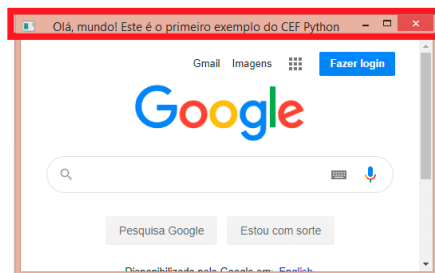 Olá, mundo! Este é o primeiro exemplo do CEF Python
Gmail Imagens Fazer login
Google
Pesquisa Google Estou com sorte
Disponibilizado pelo Google em: English